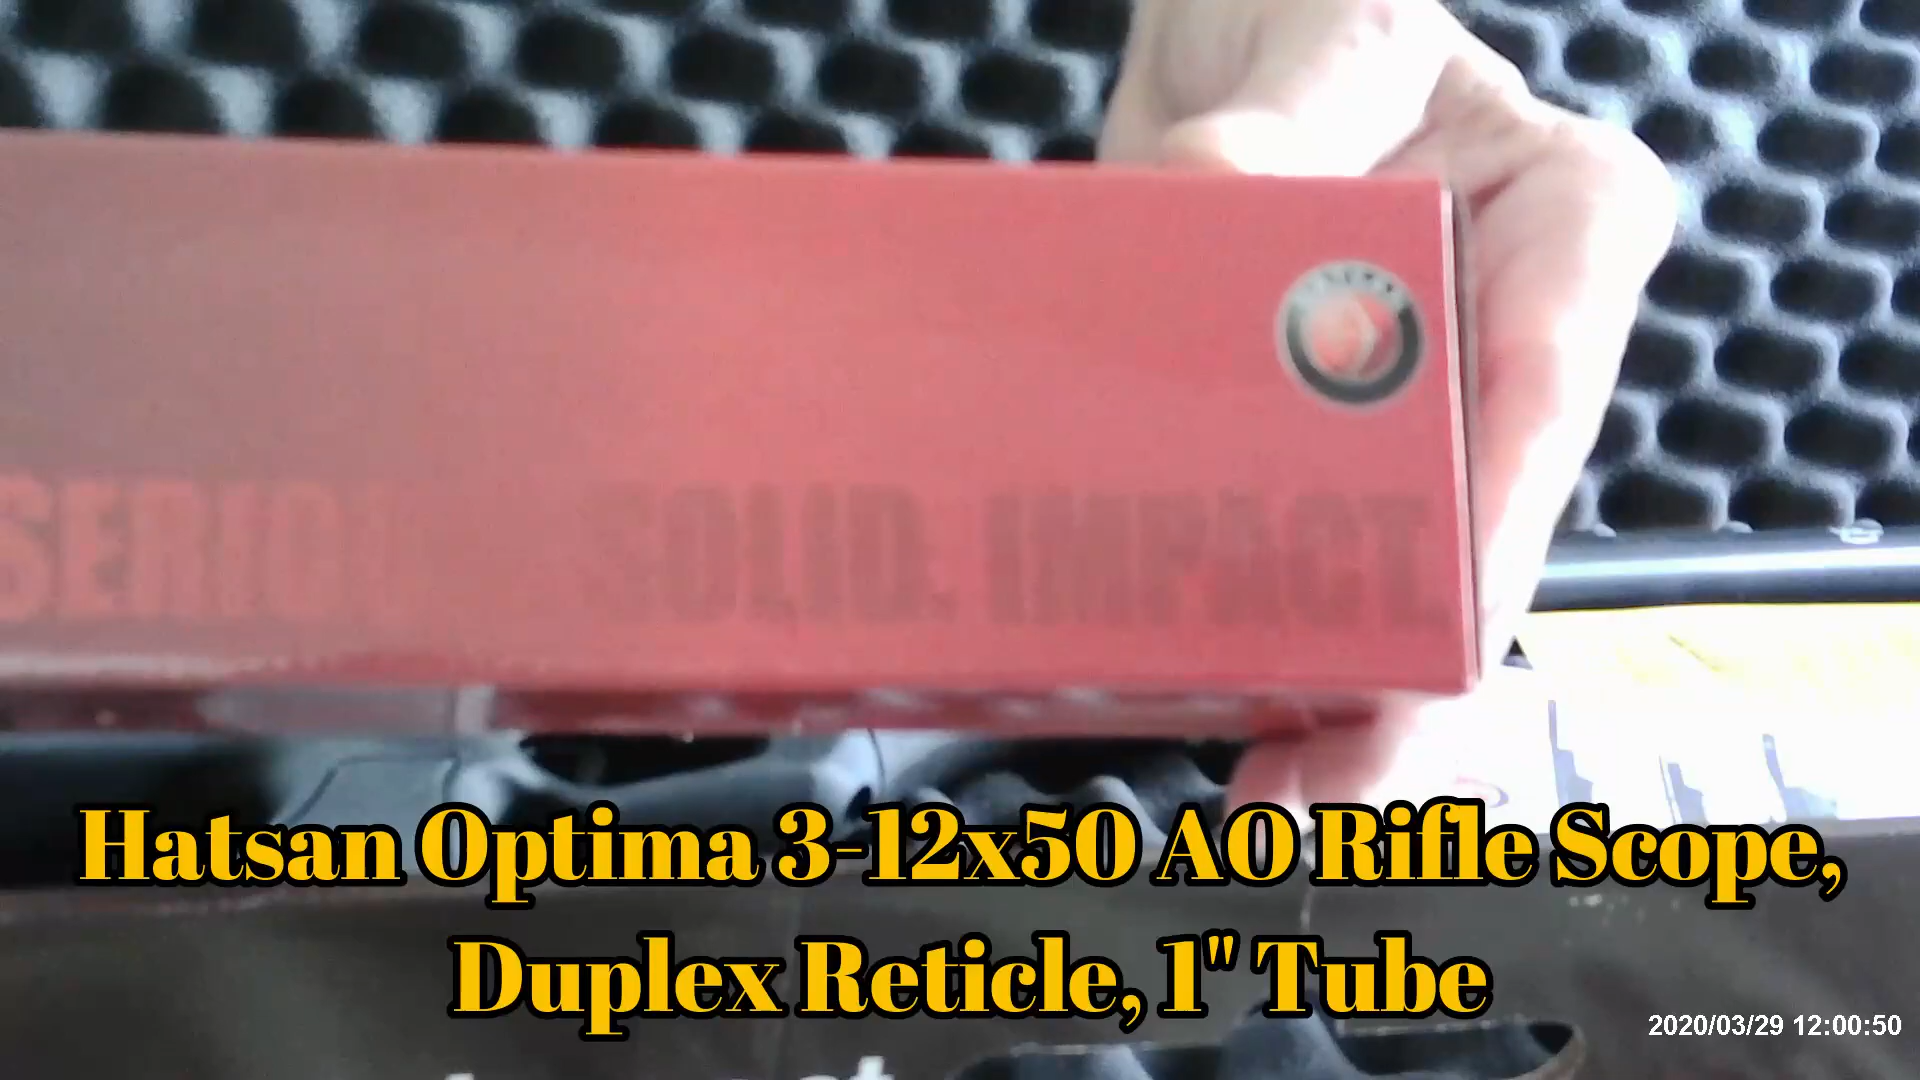 SERIES SOLID. IMPACT.
Hatsan Optima 3-12x50 AO Rifle Scope,
Duplex Reticle, 1" Tube
2020/03/29 12:00:50